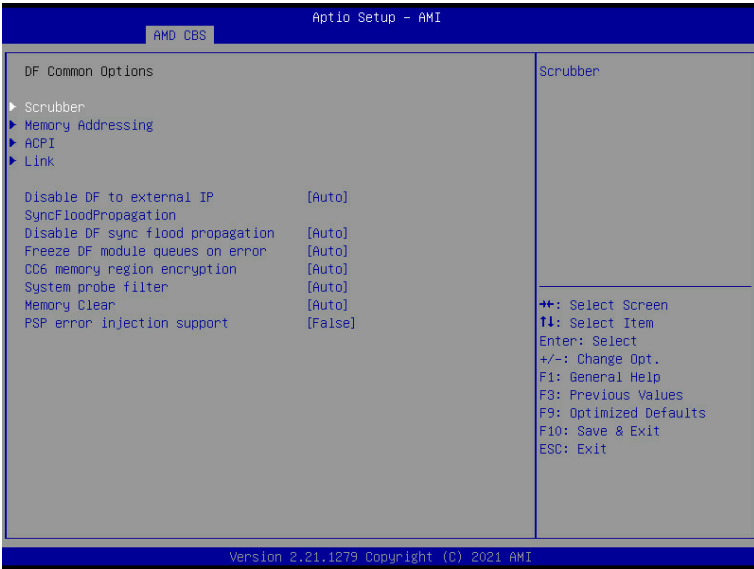 Aptio Setup – AMI
AMD CBS
DF Common Options
Scrubber
Memory Addressing
ACPI
Link
Disable DF to external IP [Auto]
SyncFloodPropagation
Disable DF sync flood propagation [Auto]
Freeze DF module queues on error [Auto]
CC6 memory region encryption [Auto]
System probe filter [Auto]
Memory Clear [Auto]
PSP error injection support [False]
Scrubber
→←: Select Screen
↑↓: Select Item
Enter: Select
+/-: Change Opt.
F1: General Help
F3: Previous Values
F9: Optimized Defaults
F10: Save & Exit
ESC: Exit
Version 2.21.1279 Copyright (C) 2021 AMI